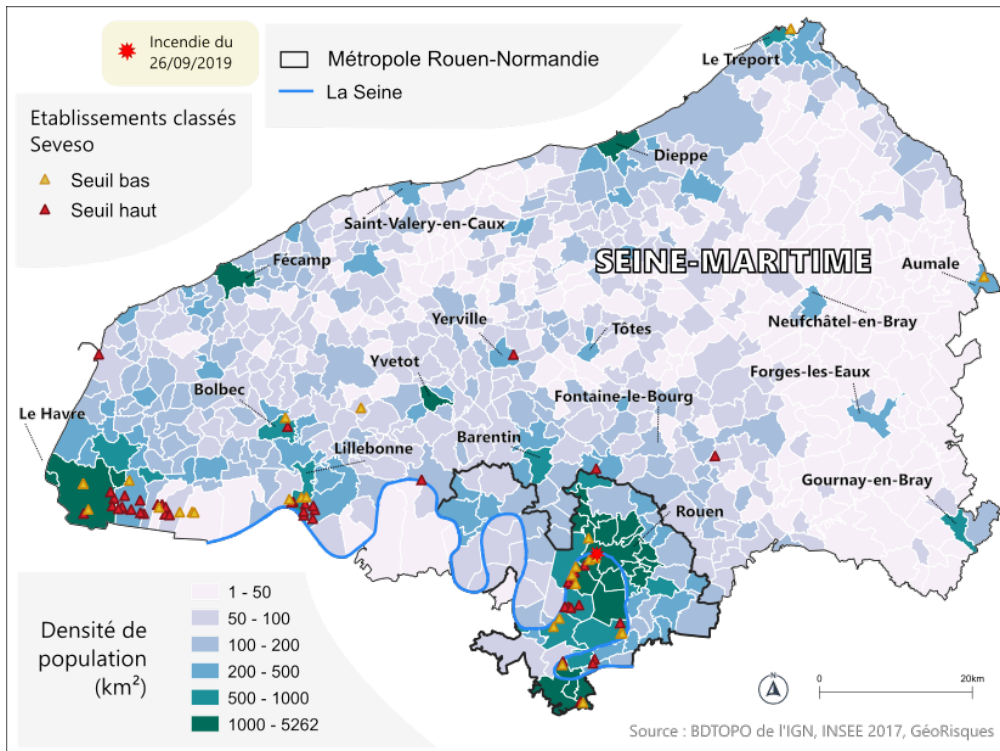 Incendie du
26/09/2019
Métropole Rouen-Normandie
La Seine
Etablissements classés
Seveso
Seuil bas
Seuil haut
Le Tréport
Dieppe
Saint-Valery-en-Caux
Fécamp
SEINE-MARITIME
Aumale
Neufchâtel-en-Bray
Yerville
Tôtes
Yvetot
Forges-les-Eaux
Bolbec
Fontaine-le-Bourg
Le Havre
Lillebonne
Barentin
Gournay-en-Bray
Rouen
Densité de
population
(km²)
1 - 50
50 - 100
100 - 200
200 - 500
500 - 1000
1000 - 5262
N
0
20km
Source : BDTOPO de l'IGN, INSEE 2017, GéoRisques